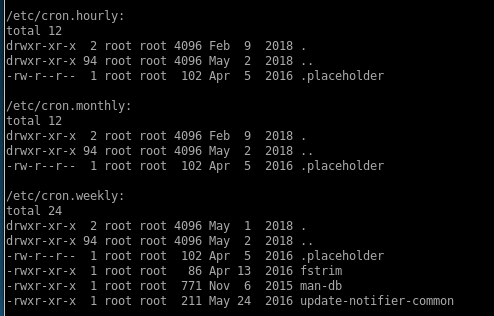 /etc/cron.hourly:
total 12
drwxr-xr-x  2 root root 4096 Feb  9  2018 .
drwxr-xr-x 94 root root 4096 May  2  2018 ..
-rw-r--r--  1 root root  102 Apr  5  2016 .placeholder

/etc/cron.monthly:
total 12
drwxr-xr-x  2 root root 4096 Feb  9  2018 .
drwxr-xr-x 94 root root 4096 May  2  2018 ..
-rw-r--r--  1 root root  102 Apr  5  2016 .placeholder

/etc/cron.weekly:
total 24
drwxr-xr-x  2 root root 4096 May  1  2018 .
drwxr-xr-x 94 root root 4096 May  2  2018 ..
-rw-r--r--  1 root root  102 Apr  5  2016 .placeholder
-rwxr-xr-x  1 root root   86 Apr 13  2016 fstrim
-rwxr-xr-x  1 root root  771 Nov  6  2015 man-db
-rwxr-xr-x  1 root root  211 May 24  2016 update-notifier-common